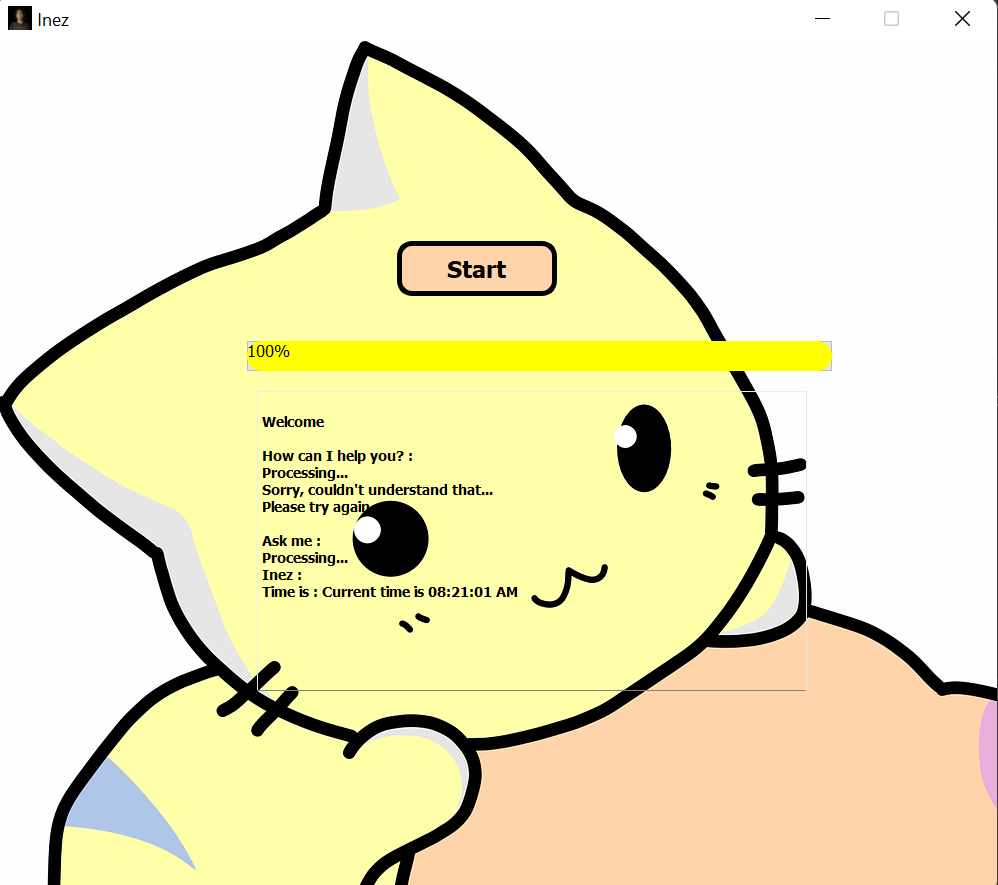 Inez
Start
100%
Welcome
How can I help you? :
Processing...
Sorry, couldn't understand that...
Please try again
Ask me :
Processing...
Inez :
Time is : Current time is 08:21:01 AM